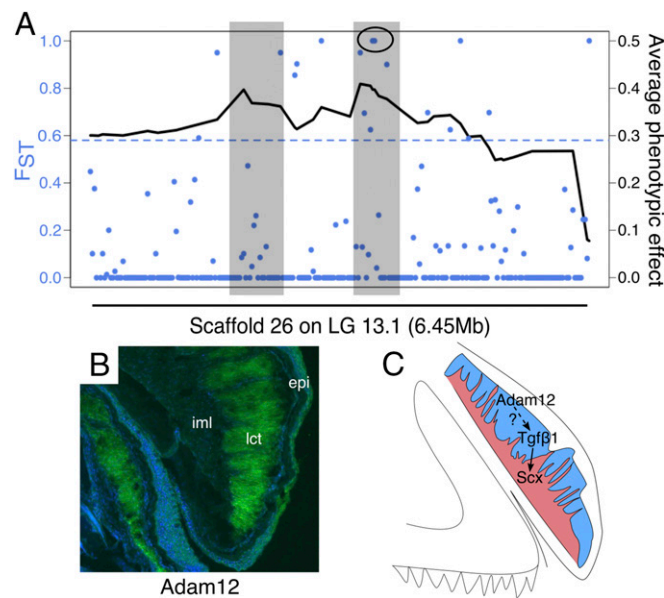 A
1.0
0.8
0.6
0.4
0.2
0.0
FST
0.5
0.4
0.3
0.2
0.1
0.0
Average phenotypic effect
Scaffold 26 on LG 13.1 (6.45Mb)
B
epi
iml
lct
Adam12
C
Adam12
?
Tgfβ1
Scx